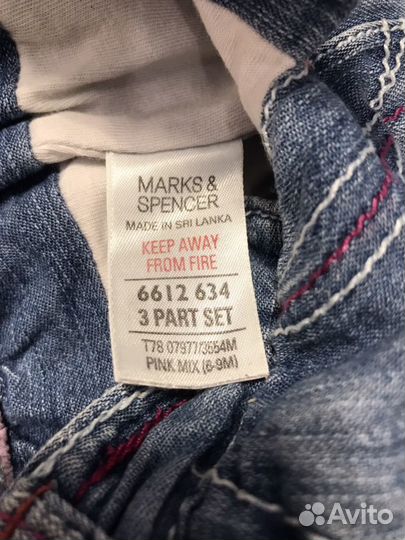 MARKS &
SPENCER
MADE IN SRI LANKA
KEEP AWAY
FROM FIRE
6612 634
3 PART SET
T78 07977/3554M
PINK MIX (6-9M)
Avito